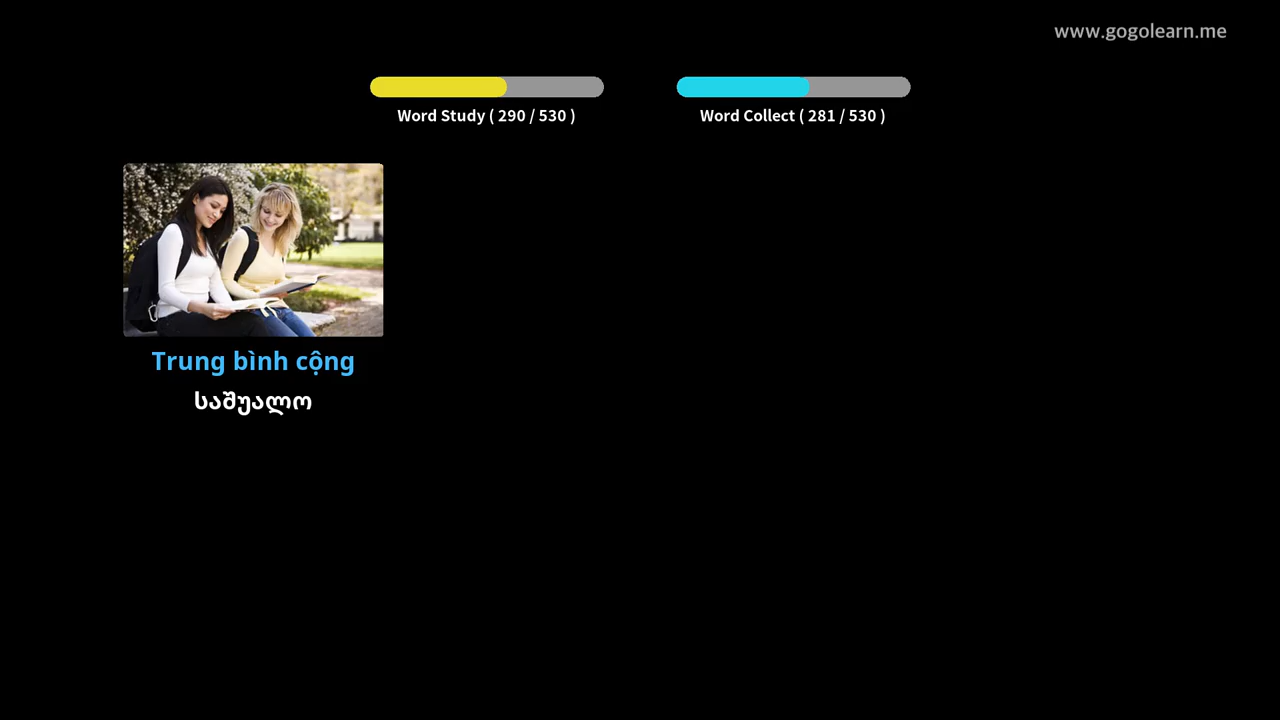 www.gogolearn.me
Word Study ( 290 / 530 )
Word Collect ( 281 / 530 )
Trung bình cộng
საშუალო